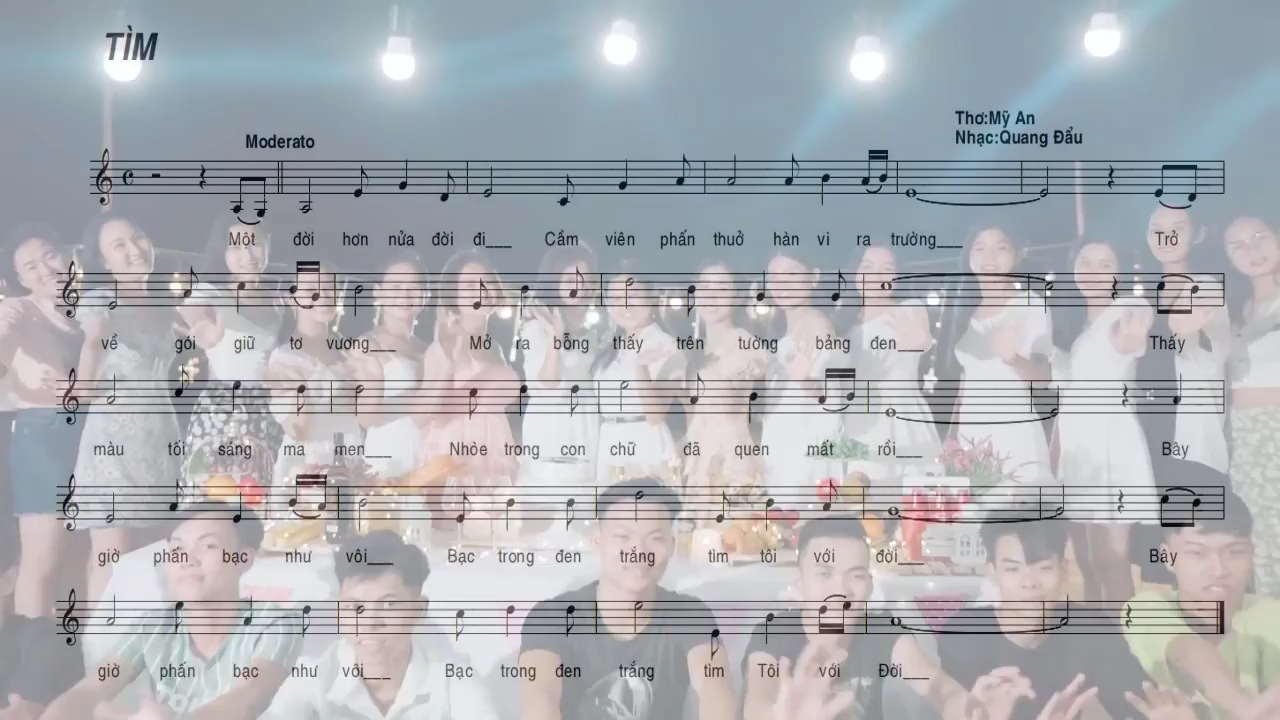 TÌM
Thơ:Mỹ An
Nhạc:Quang Đẩu
Moderato
Một đời hơn nửa đời đi___ Cầm viên phấn thuở hàn vi ra trường___ Trở
về gói giữ tơ vương___ Mở ra bỗng thấy trên tường bảng đen___ Thấy
màu tối sáng ma men___ Nhòe trong con chữ đã quen mất rồi___ Bây
giờ phấn bạc như vôi___ Bạc trong đen trắng tìm tôi với đời___ Bây
giờ phấn bạc như vôi___ Bạc trong đen trắng tìm Tôi với Đời___